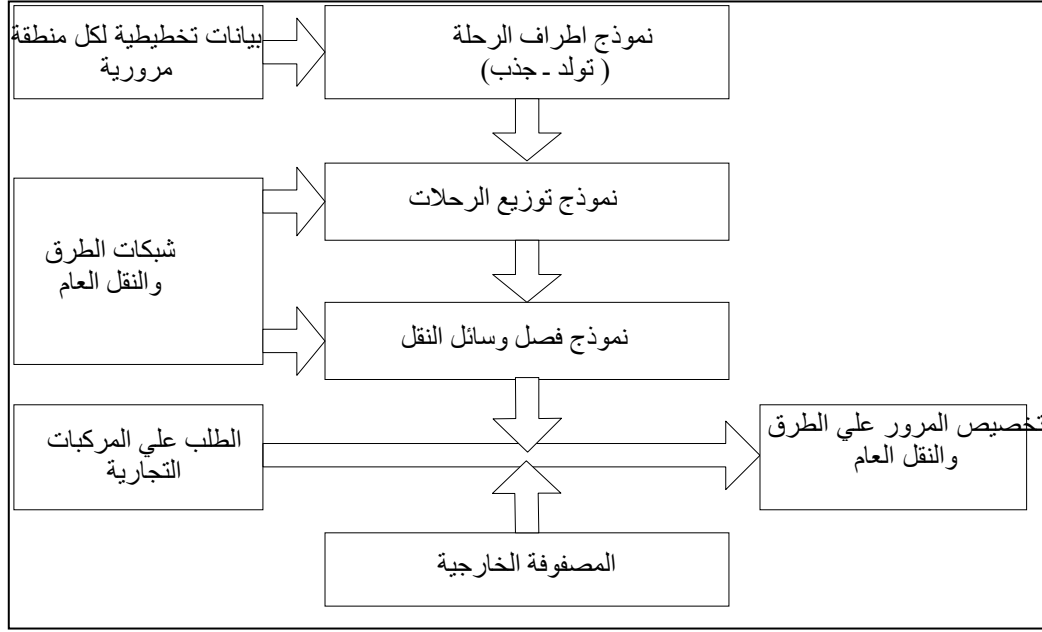 بيانات تخطيطية لكل منطقة
مرورية
نموذج اطراف الرحلة
( تولد - جذب)
شبكات الطرق
والنقل العام
نموذج توزيع الرحلات
نموذج فصل وسائل النقل
الطلب علي المركبات
التجارية
تخصيص المرور علي الطرق
والنقل العام
المصفوفة الخارجية